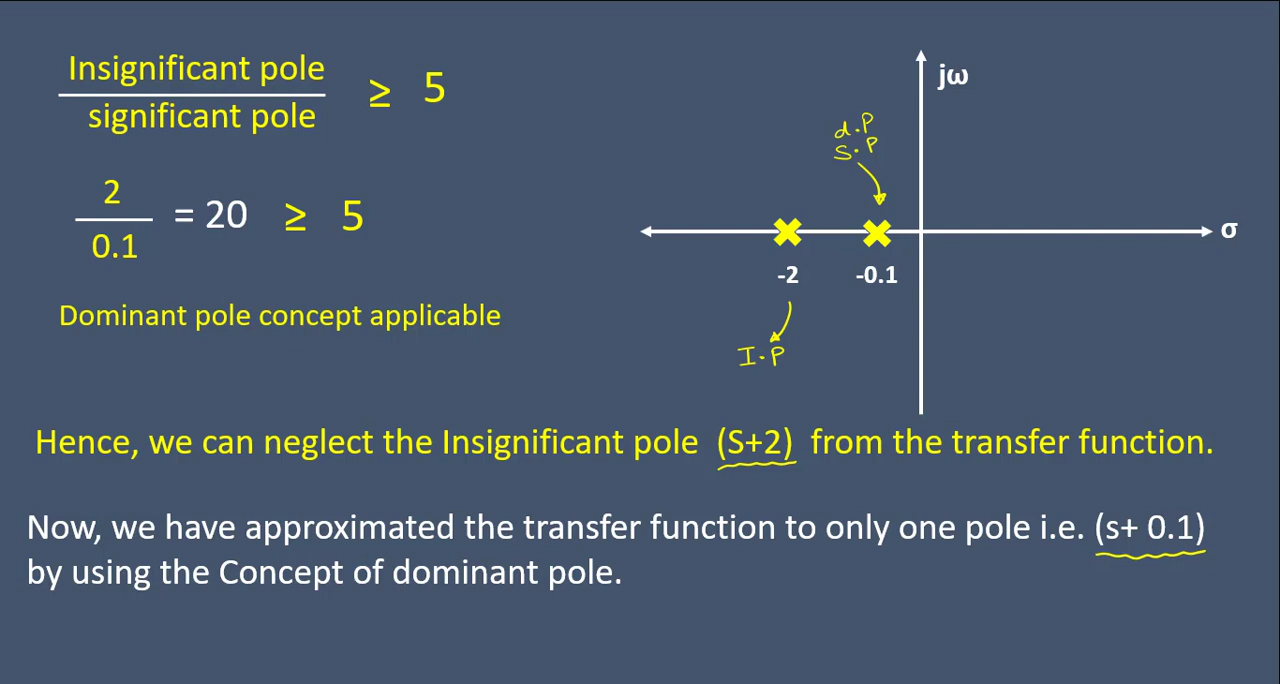 Insignificant pole
significant pole
≥ 5
2
0.1
= 20 ≥ 5
Dominant pole concept applicable
jω
d.P
S.P
σ
-2
-0.1
I.P
Hence, we can neglect the Insignificant pole (S+2) from the transfer function.
Now, we have approximated the transfer function to only one pole i.e. (s+ 0.1)
by using the Concept of dominant pole.